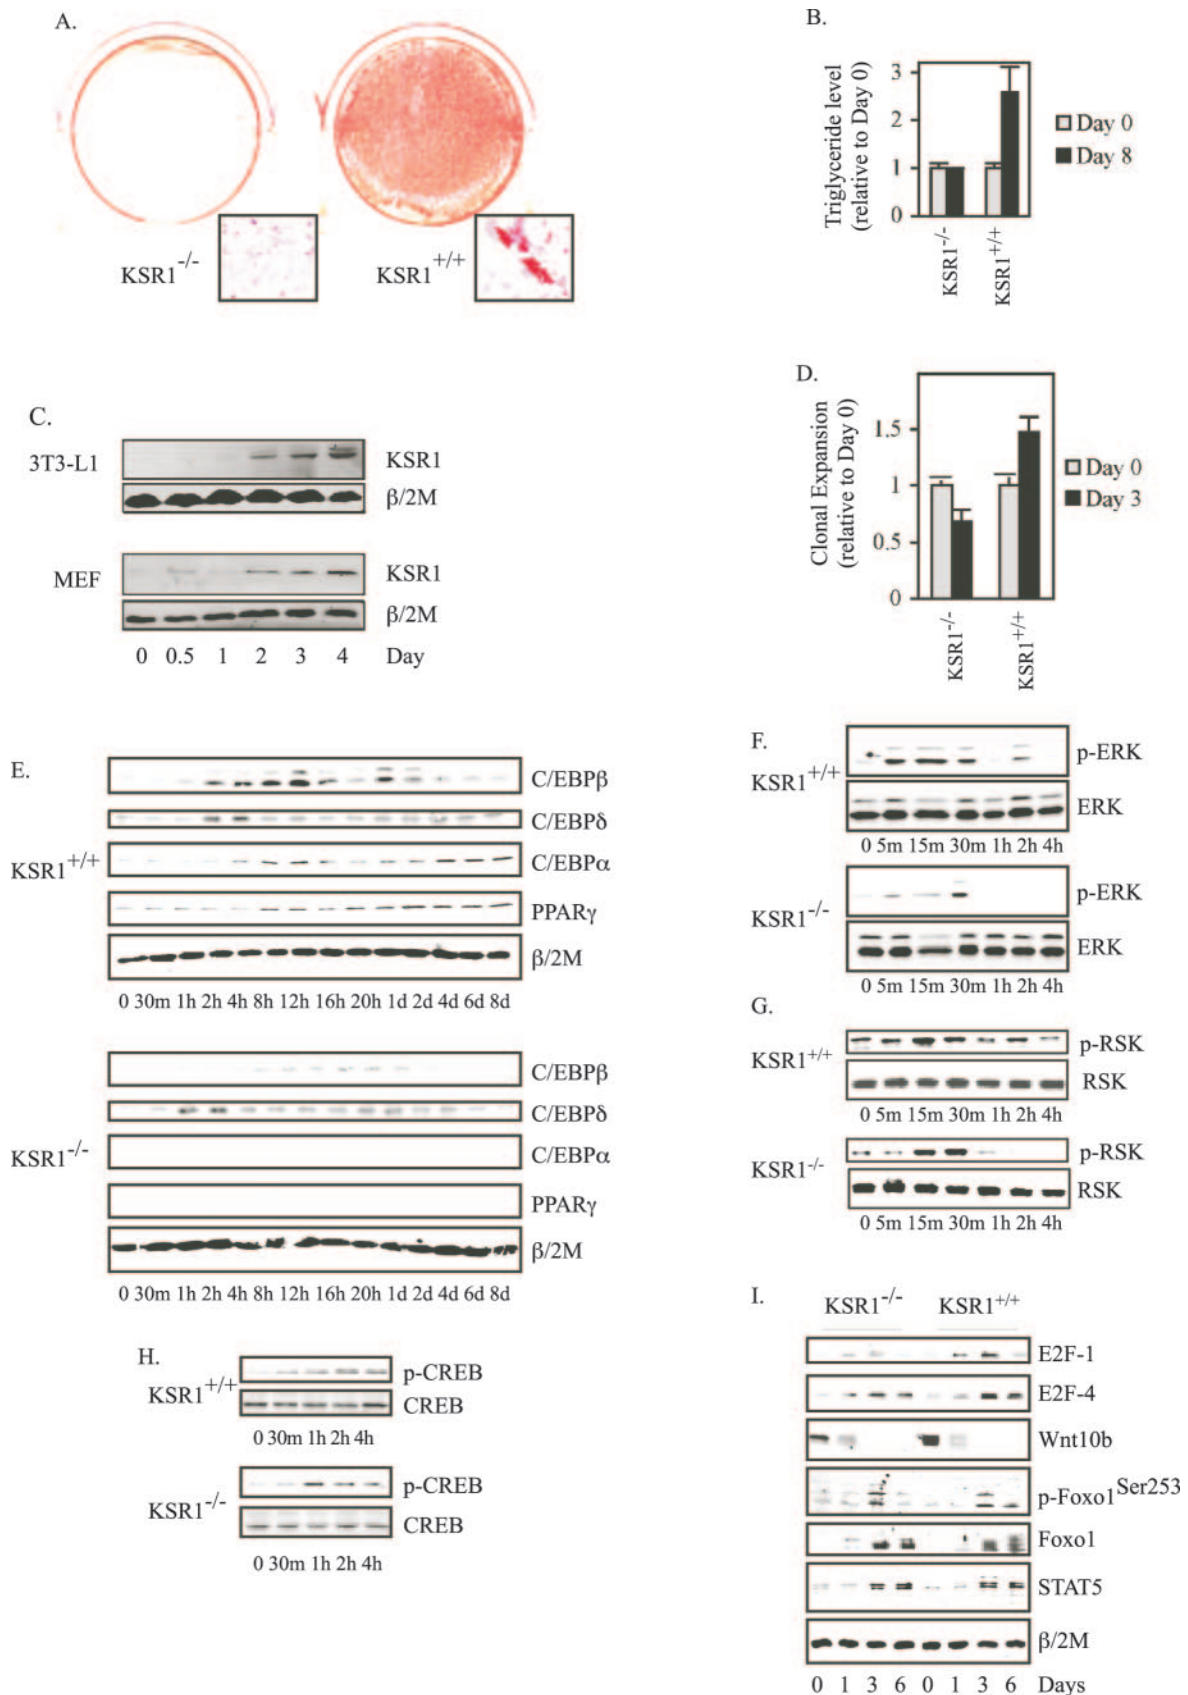 A.
KSR1-/-
KSR1+/+
B.
Triglyceride level
(relative to Day 0)
3
2
1
0
Day 0
Day 8
KSR1-/-
KSR1+/+
C.
3T3-L1
KSR1
β/2M
MEF
KSR1
β/2M
0 0.5 1 2 3 4 Day
D.
Clonal Expansion
(relative to Day 0)
1.5
1
0.5
0
Day 0
Day 3
KSR1-/-
KSR1+/+
E.
KSR1+/+
C/EBPβ
C/EBPδ
C/EBPα
PPARγ
β/2M
0 30m 1h 2h 4h 8h 12h 16h 20h 1d 2d 4d 6d 8d
KSR1-/-
C/EBPβ
C/EBPδ
C/EBPα
PPARγ
β/2M
0 30m 1h 2h 4h 8h 12h 16h 20h 1d 2d 4d 6d 8d
F.
KSR1+/+
p-ERK
ERK
0 5m 15m 30m 1h 2h 4h
KSR1-/-
p-ERK
ERK
0 5m 15m 30m 1h 2h 4h
G.
KSR1+/+
p-RSK
RSK
0 5m 15m 30m 1h 2h 4h
KSR1-/-
p-RSK
RSK
0 5m 15m 30m 1h 2h 4h
H.
KSR1+/+
p-CREB
CREB
0 30m 1h 2h 4h
KSR1-/-
p-CREB
CREB
0 30m 1h 2h 4h
I.
KSR1-/- KSR1+/+
E2F-1
E2F-4
Wnt10b
p-Foxo1Ser253
Foxo1
STAT5
β/2M
0 1 3 6 0 1 3 6 Days